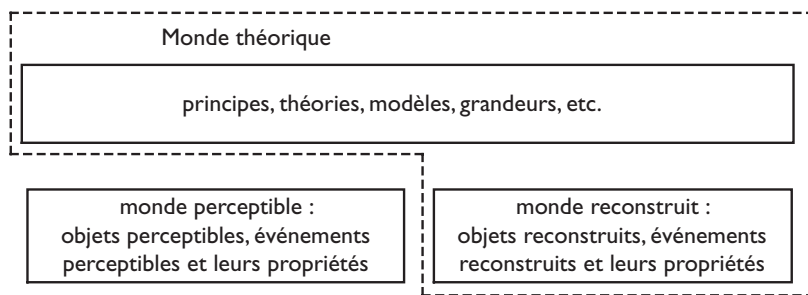 Monde théorique
principes, théories, modèles, grandeurs, etc.
monde perceptible :
objets perceptibles, événements
perceptibles et leurs propriétés
monde reconstruit :
objets reconstruits, événements
reconstruits et leurs propriétés